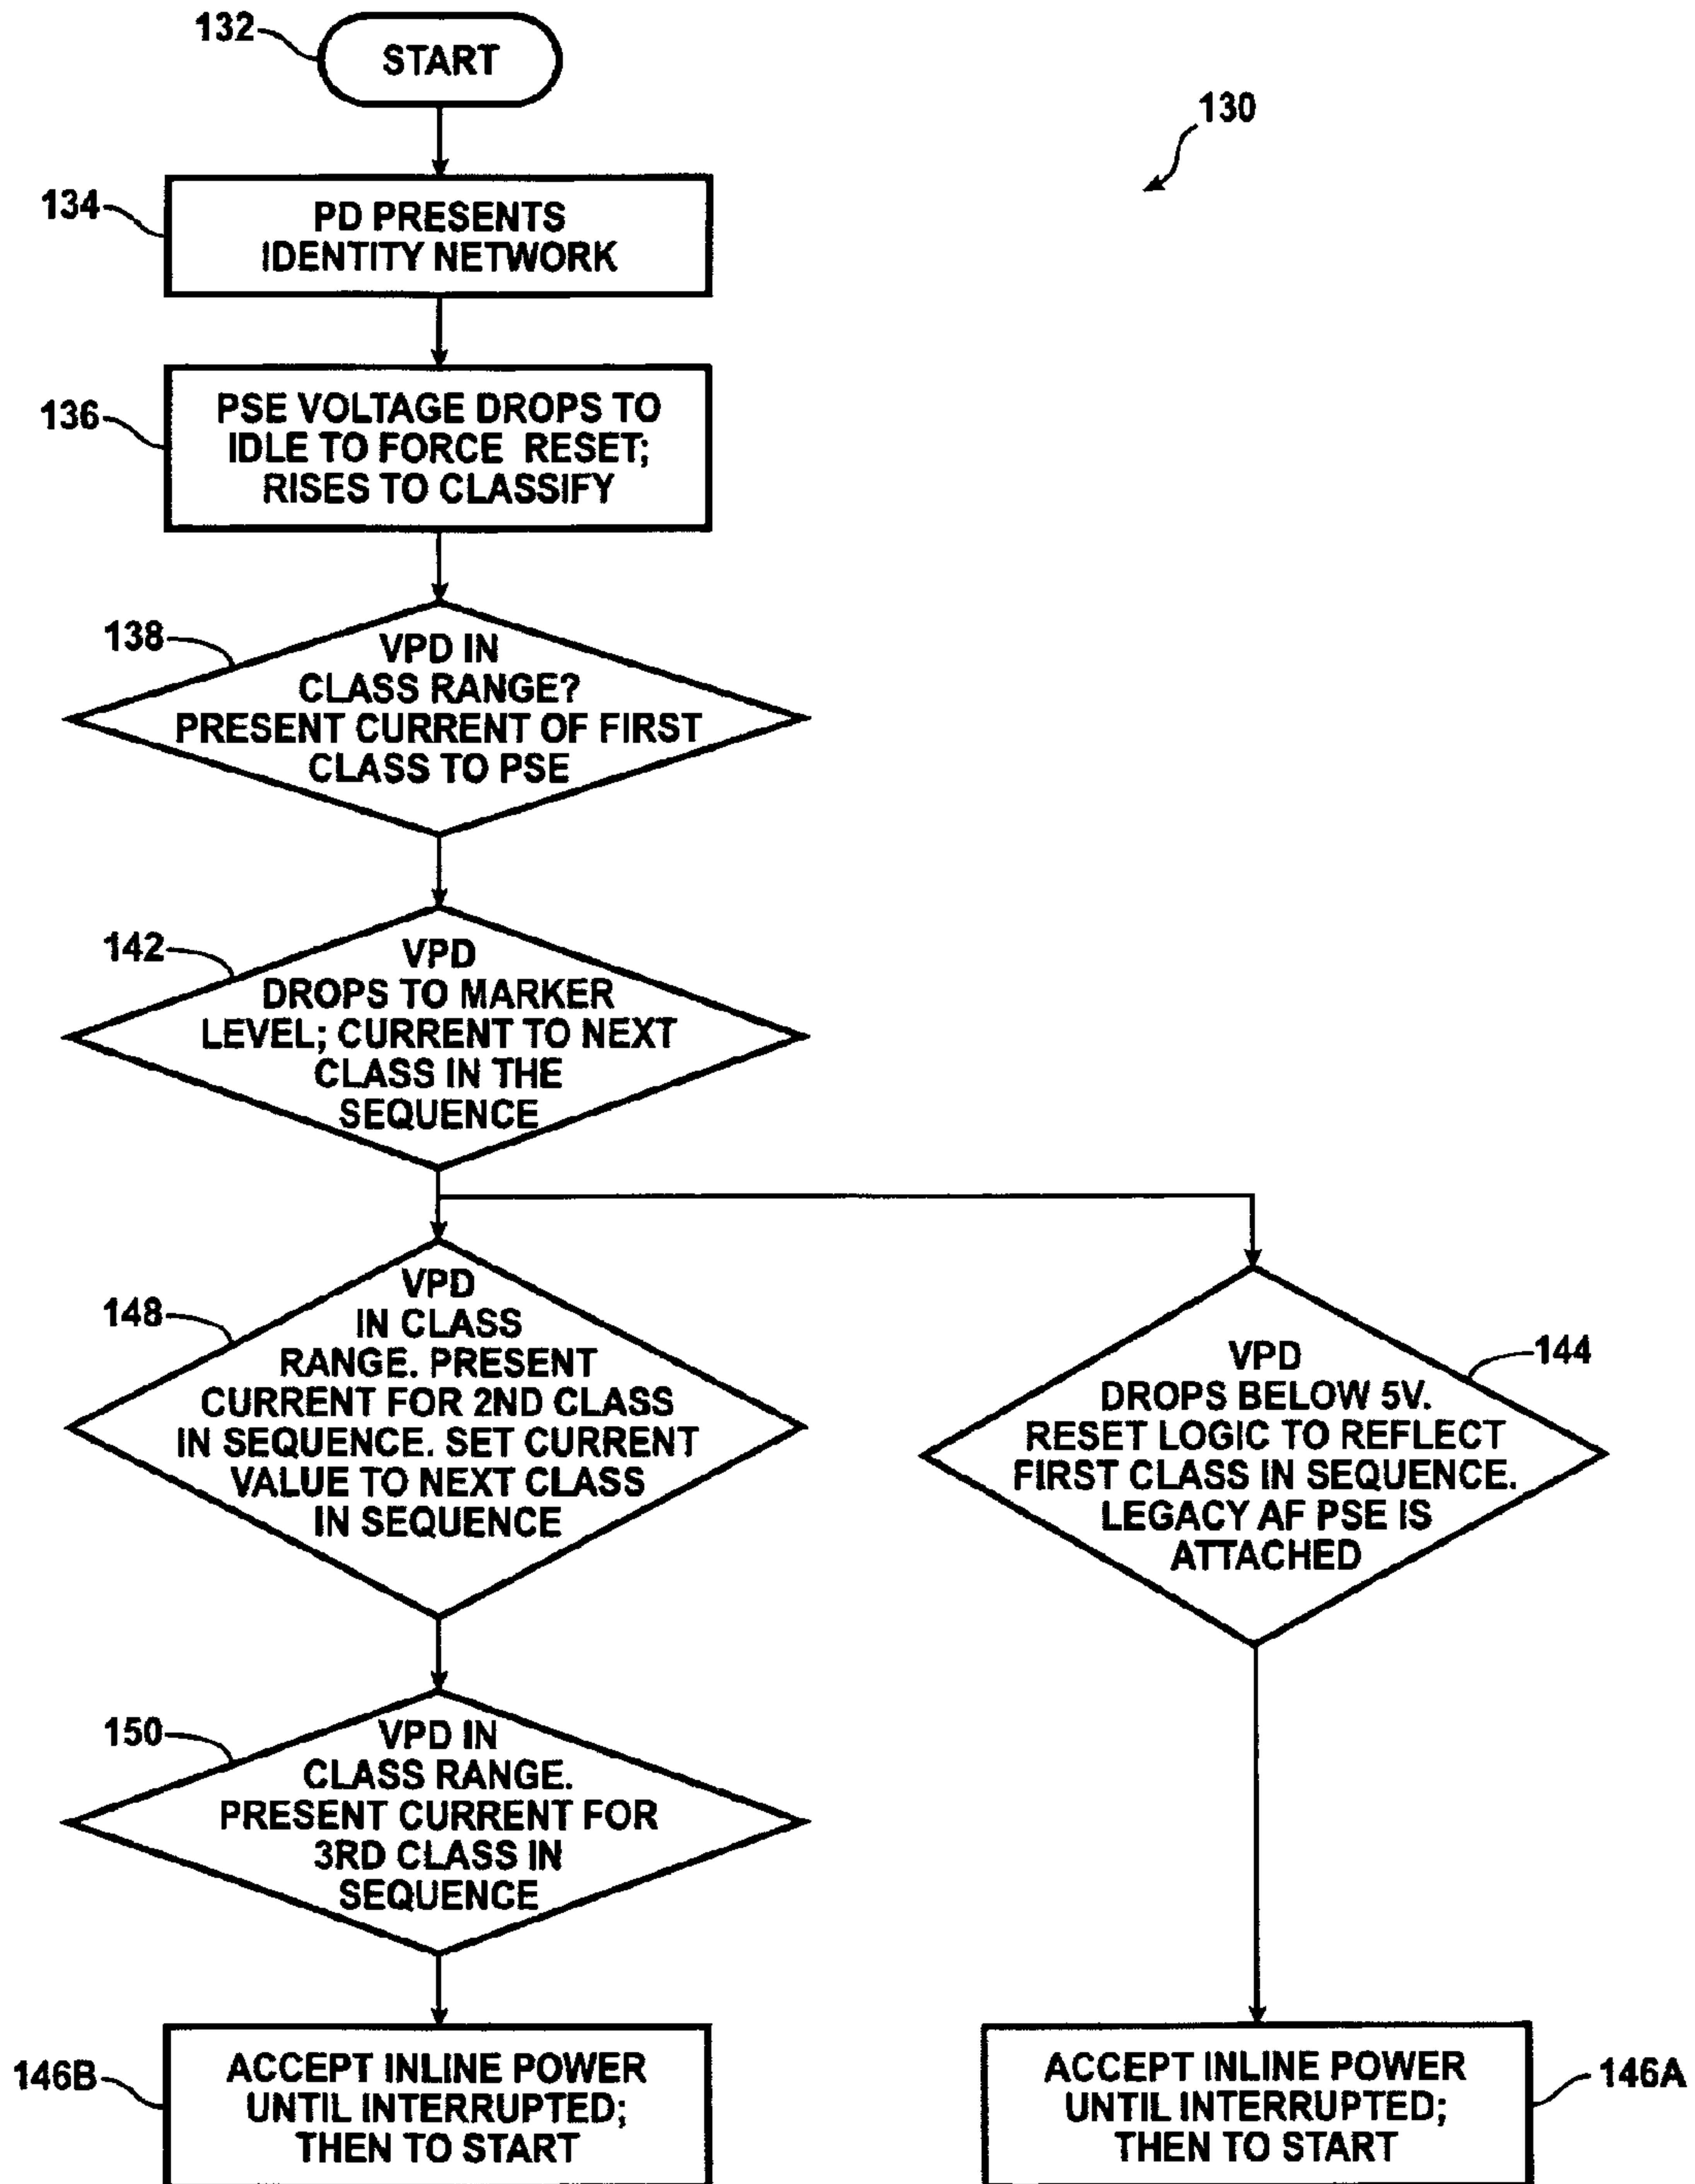 132
START
130
134
PD PRESENTS
IDENTITY NETWORK
136
PSE VOLTAGE DROPS TO
IDLE TO FORCE RESET;
RISES TO CLASSIFY
138
VPD IN
CLASS RANGE?
PRESENT CURRENT OF FIRST
CLASS TO PSE
142
VPD
DROPS TO MARKER
LEVEL; CURRENT TO NEXT
CLASS IN THE
SEQUENCE
148
VPD
IN CLASS
RANGE. PRESENT
CURRENT FOR 2ND CLASS
IN SEQUENCE. SET CURRENT
VALUE TO NEXT CLASS
IN SEQUENCE
144
VPD
DROPS BELOW 5V.
RESET LOGIC TO REFLECT
FIRST CLASS IN SEQUENCE.
LEGACY AF PSE IS
ATTACHED
150
VPD IN
CLASS RANGE.
PRESENT CURRENT FOR
3RD CLASS IN
SEQUENCE
146B
ACCEPT INLINE POWER
UNTIL INTERRUPTED;
THEN TO START
146A
ACCEPT INLINE POWER
UNTIL INTERRUPTED;
THEN TO START